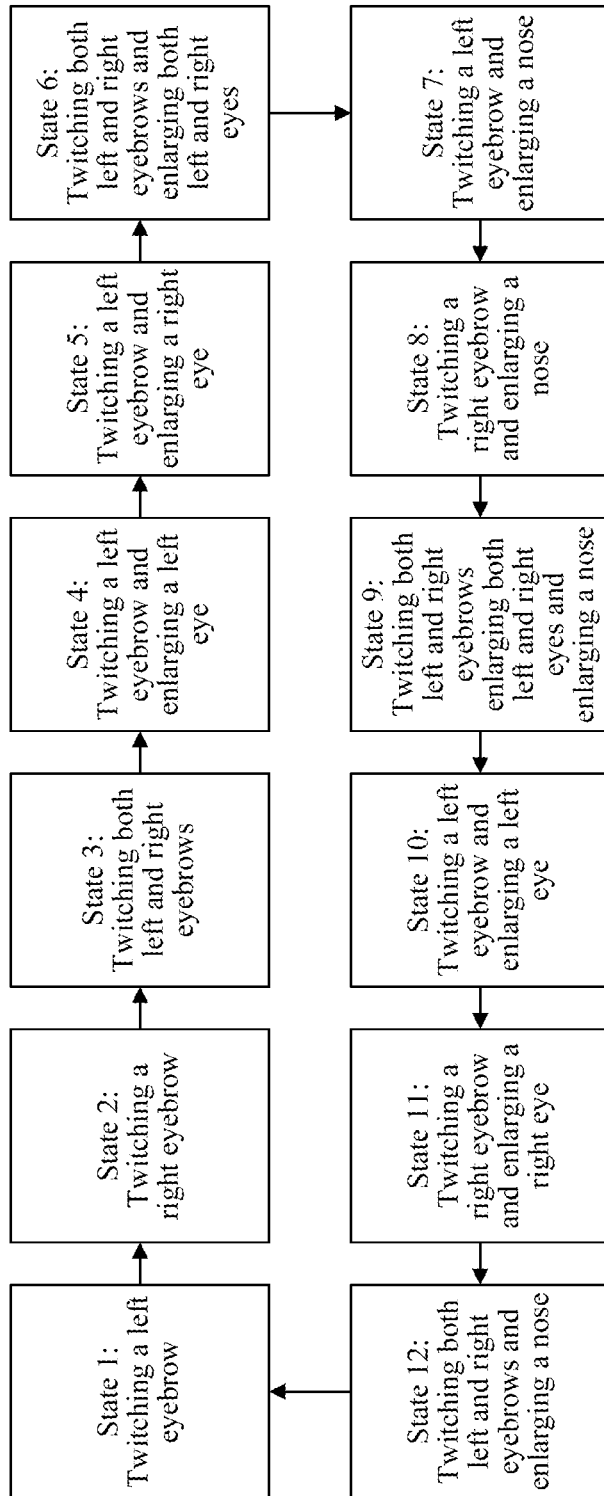 State 1:
Twitching a left
eyebrow
State 2:
Twitching a
right eyebrow
State 3:
Twitching both
left and right
eyebrows
State 4:
Twitching a left
eyebrow and
enlarging a left
eye
State 5:
Twitching a left
eyebrow and
enlarging a right
eye
State 6:
Twitching both
left and right
eyebrows and
enlarging both
left and right
eyes
State 7:
Twitching a left
eyebrow and
enlarging a nose
State 8:
Twitching a
right eyebrow
and enlarging a
nose
State 9:
Twitching both
left and right
eyebrows
enlarging both
left and right
eyes and
enlarging a nose
State 10:
Twitching a left
eyebrow and
enlarging a left
eye
State 11:
Twitching a
right eyebrow
and enlarging a
right eye
State 12:
Twitching both
left and right
eyebrows and
enlarging a nose